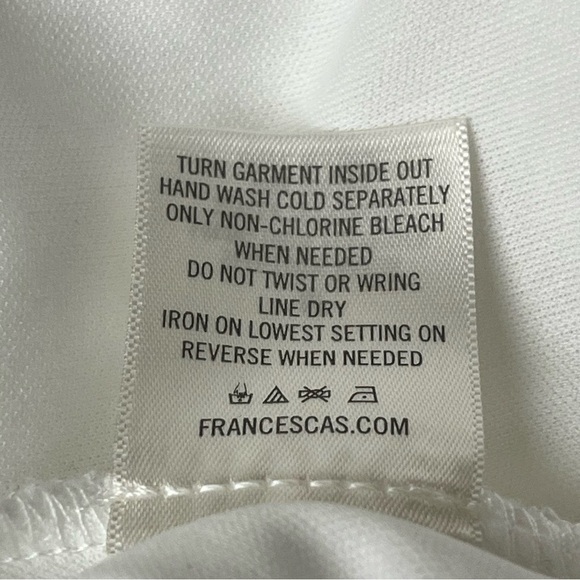 TURN GARMENT INSIDE OUT
HAND WASH COLD SEPARATELY
ONLY NON-CHLORINE BLEACH
WHEN NEEDED
DO NOT TWIST OR WRING
LINE DRY
IRON ON LOWEST SETTING ON
REVERSE WHEN NEEDED
FRANCESCAS.COM